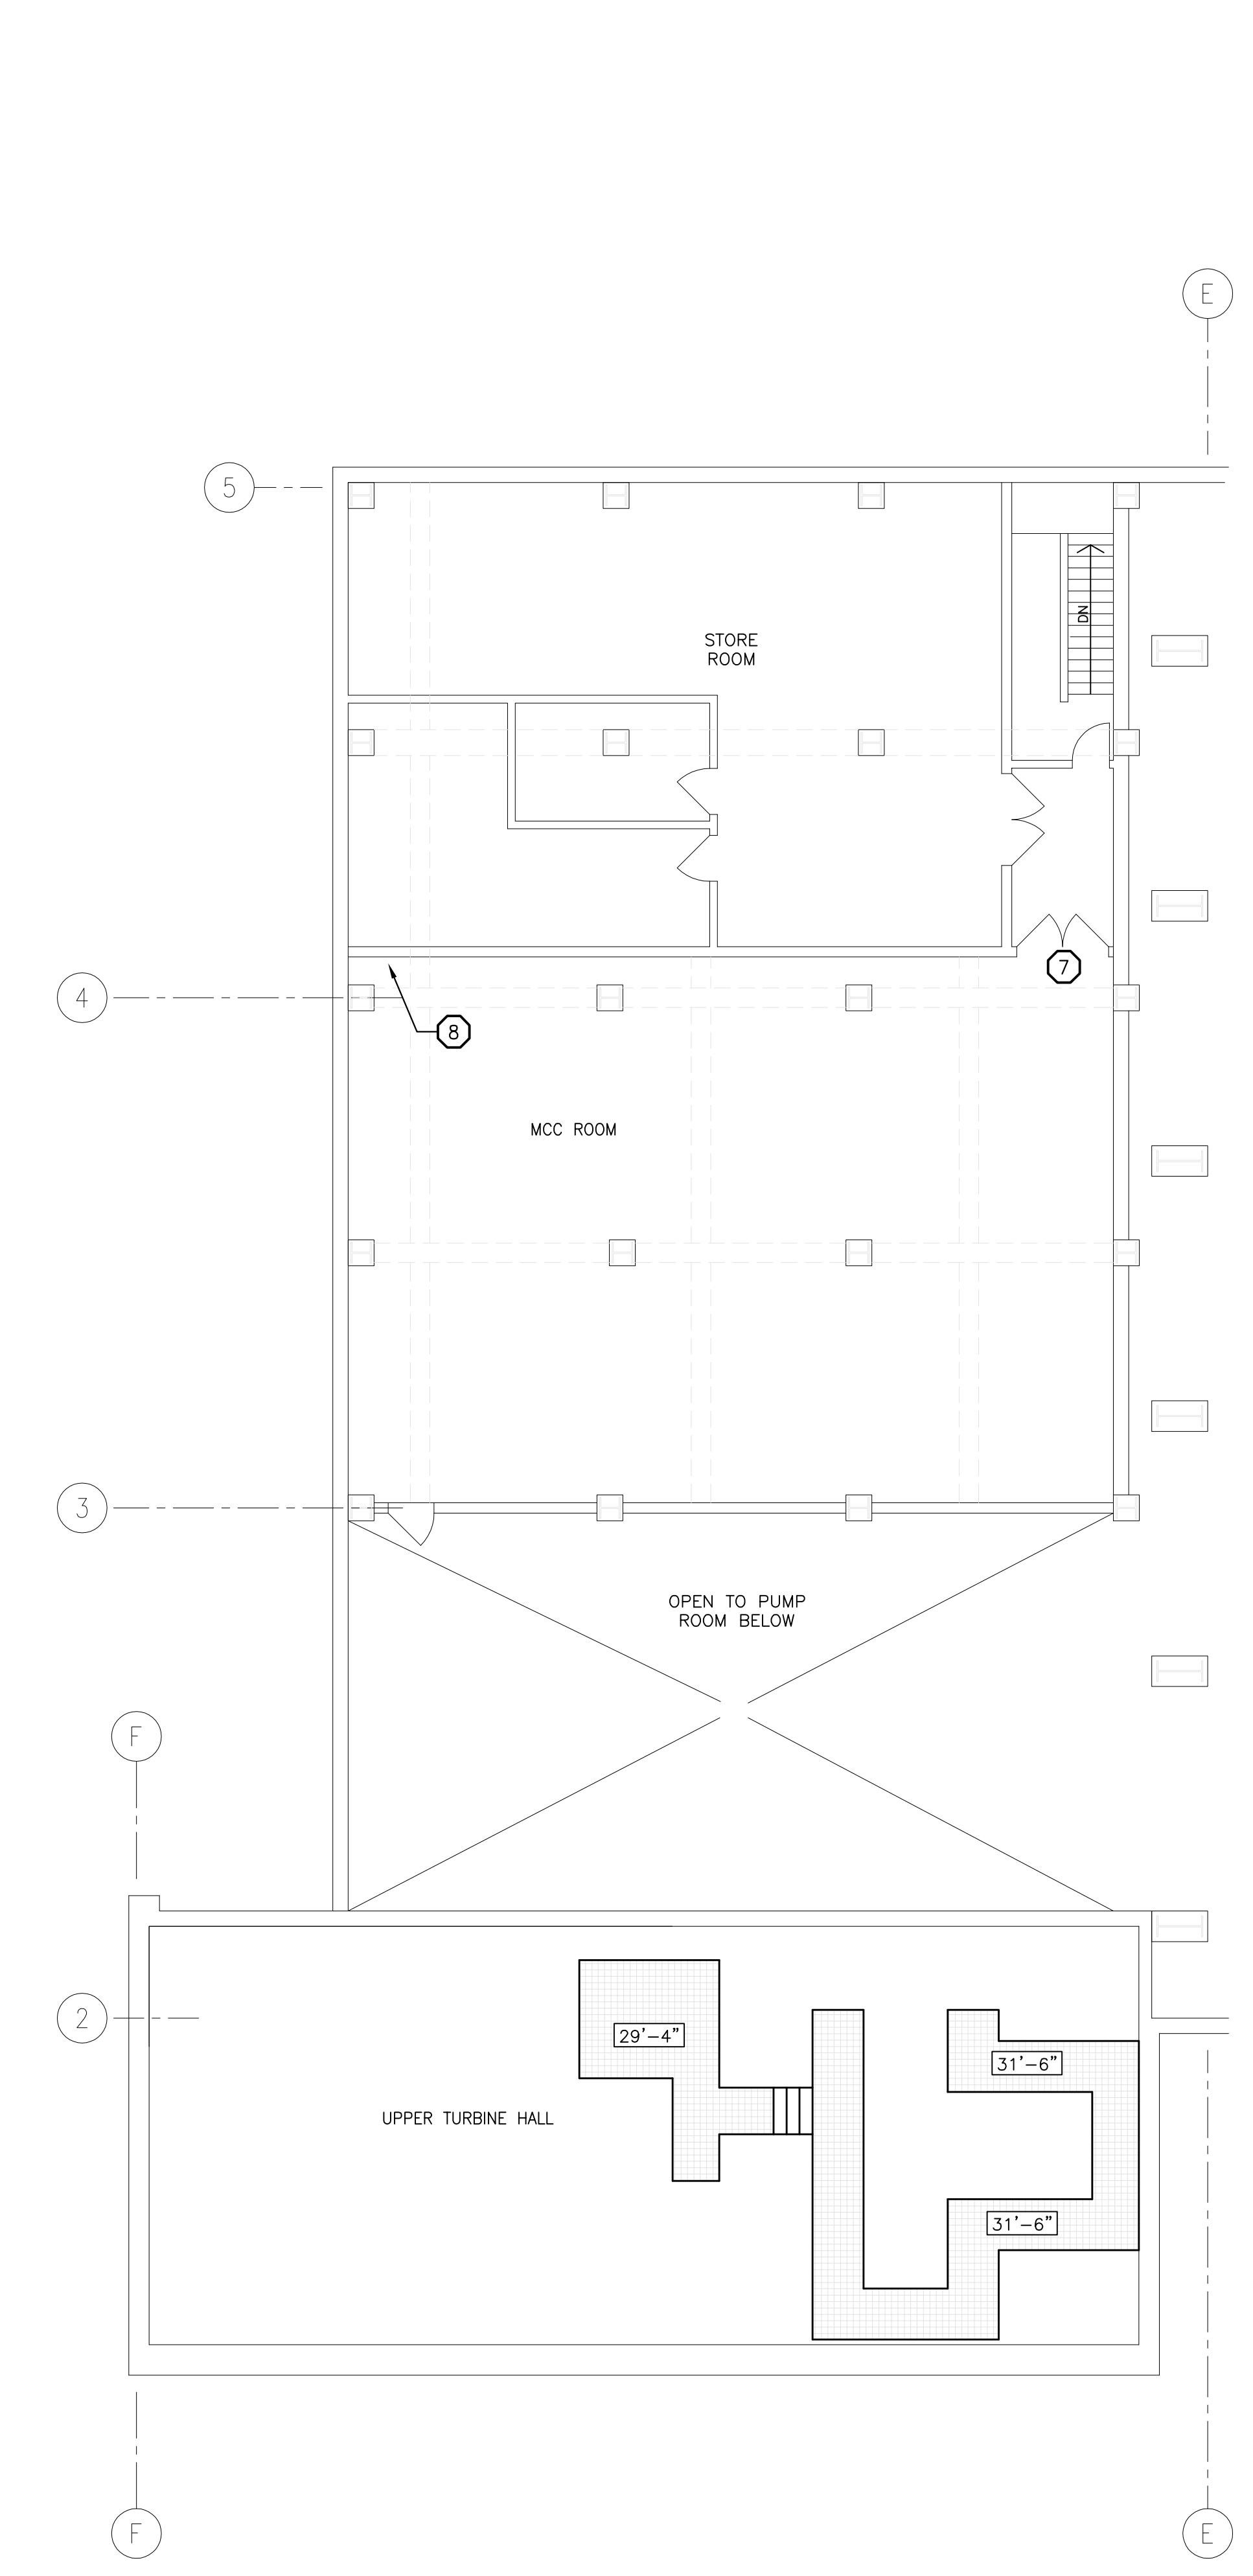 E
5
DN
STORE
ROOM
7
4
8
MCC ROOM
3
OPEN TO PUMP
ROOM BELOW
F
2
29'-4"
31'-6"
UPPER TURBINE HALL
31'-6"
F
E